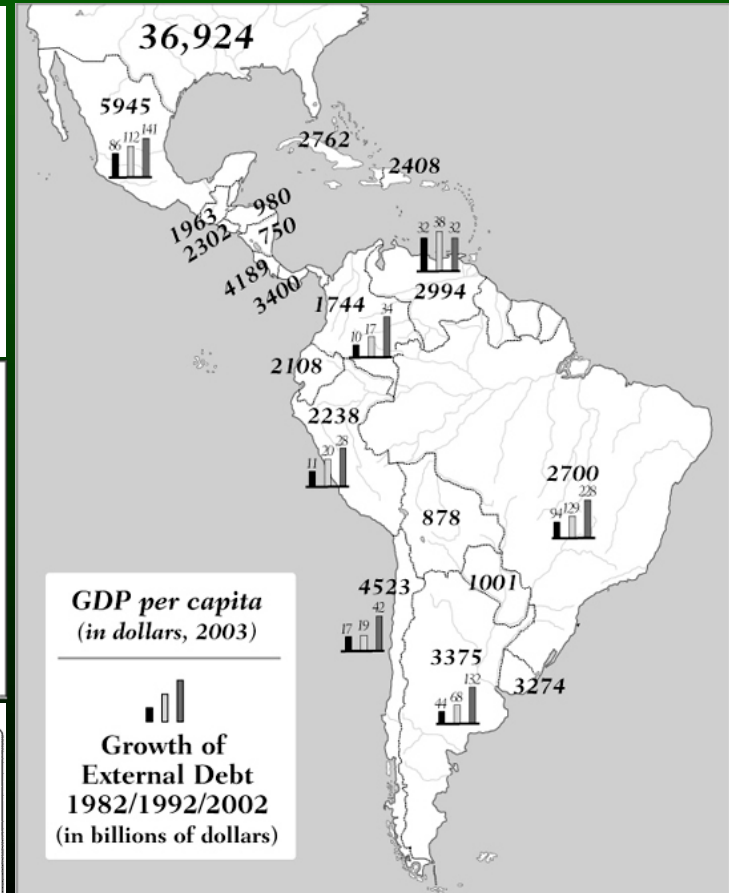 36,924
5945
86 112 141
2762
2408
1963
980
2302
750
4189
3400
32 38 32
2994
1744
10 17 34
2108
2238
11 20 28
2700
94 129 228
878
1001
4523
17 19 42
3375
44 68 132
3274
GDP per capita
(in dollars, 2003)
Growth of
External Debt
1982/1992/2002
(in billions of dollars)